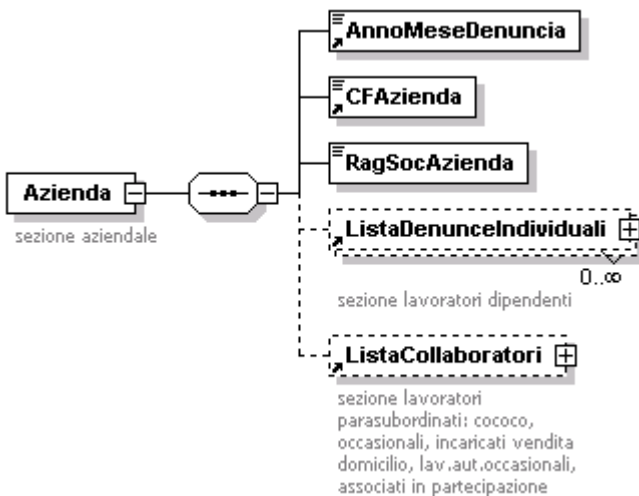 AnnoMeseDenuncia
CFAzienda
RagSocAzienda
Azienda
sezione aziendale
ListaDenunceIndividuali
0..∞
sezione lavoratori dipendenti
ListaCollaboratori
sezione lavoratori
parasubordinati: cococo,
occasionali, incaricati vendita
domicilio, lav.aut.occasionali,
associati in partecipazione